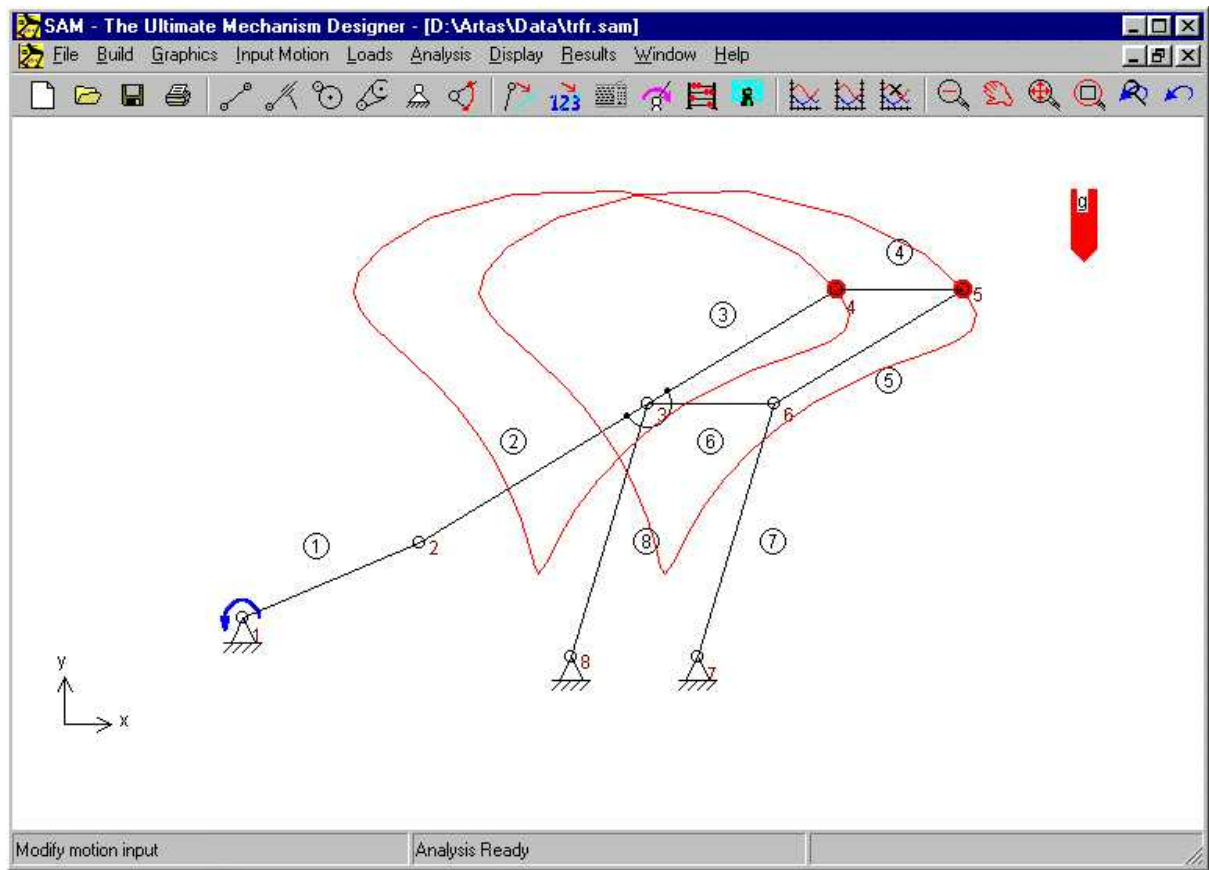 SAM - The Ultimate Mechanism Designer - [D:\Artas\Data\trfr.sam]
File Build Graphics Input Motion Loads Analysis Display Results Window Help
123
g
4
5
4
3
5
3
6
2
6
2
1
8
7
1
8
7
y
x
Modify motion input
Analysis Ready